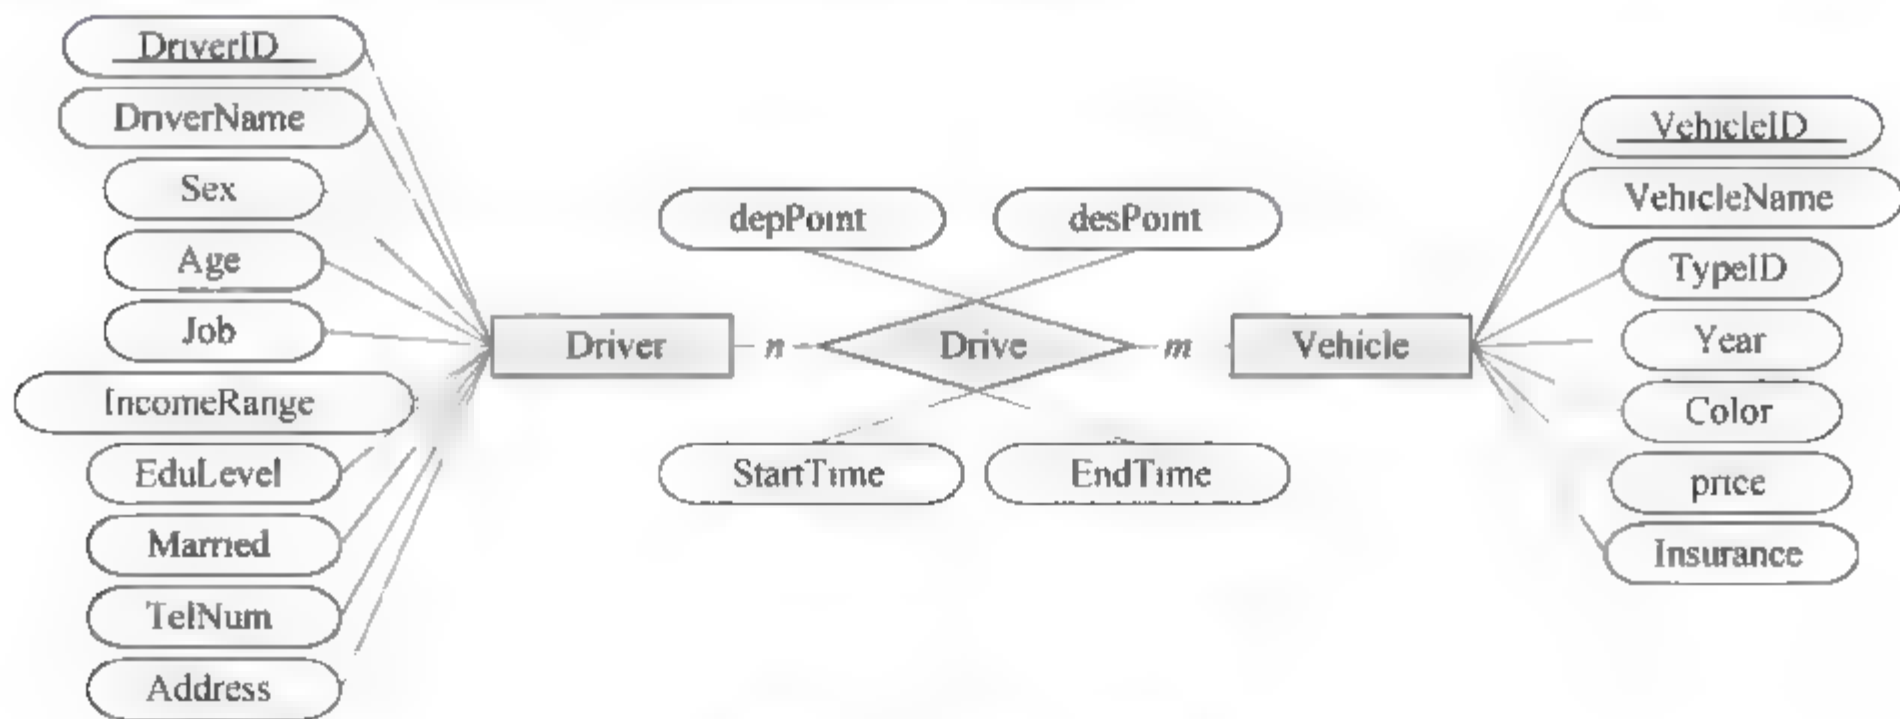 DriverID
DriverName
Sex
Age
Job
IncomeRange
EduLevel
Married
TelNum
Address
Driver
n
depPoint
desPoint
Drive
StartTime
EndTime
m
Vehicle
VehicleID
VehicleName
TypeID
Year
Color
price
Insurance